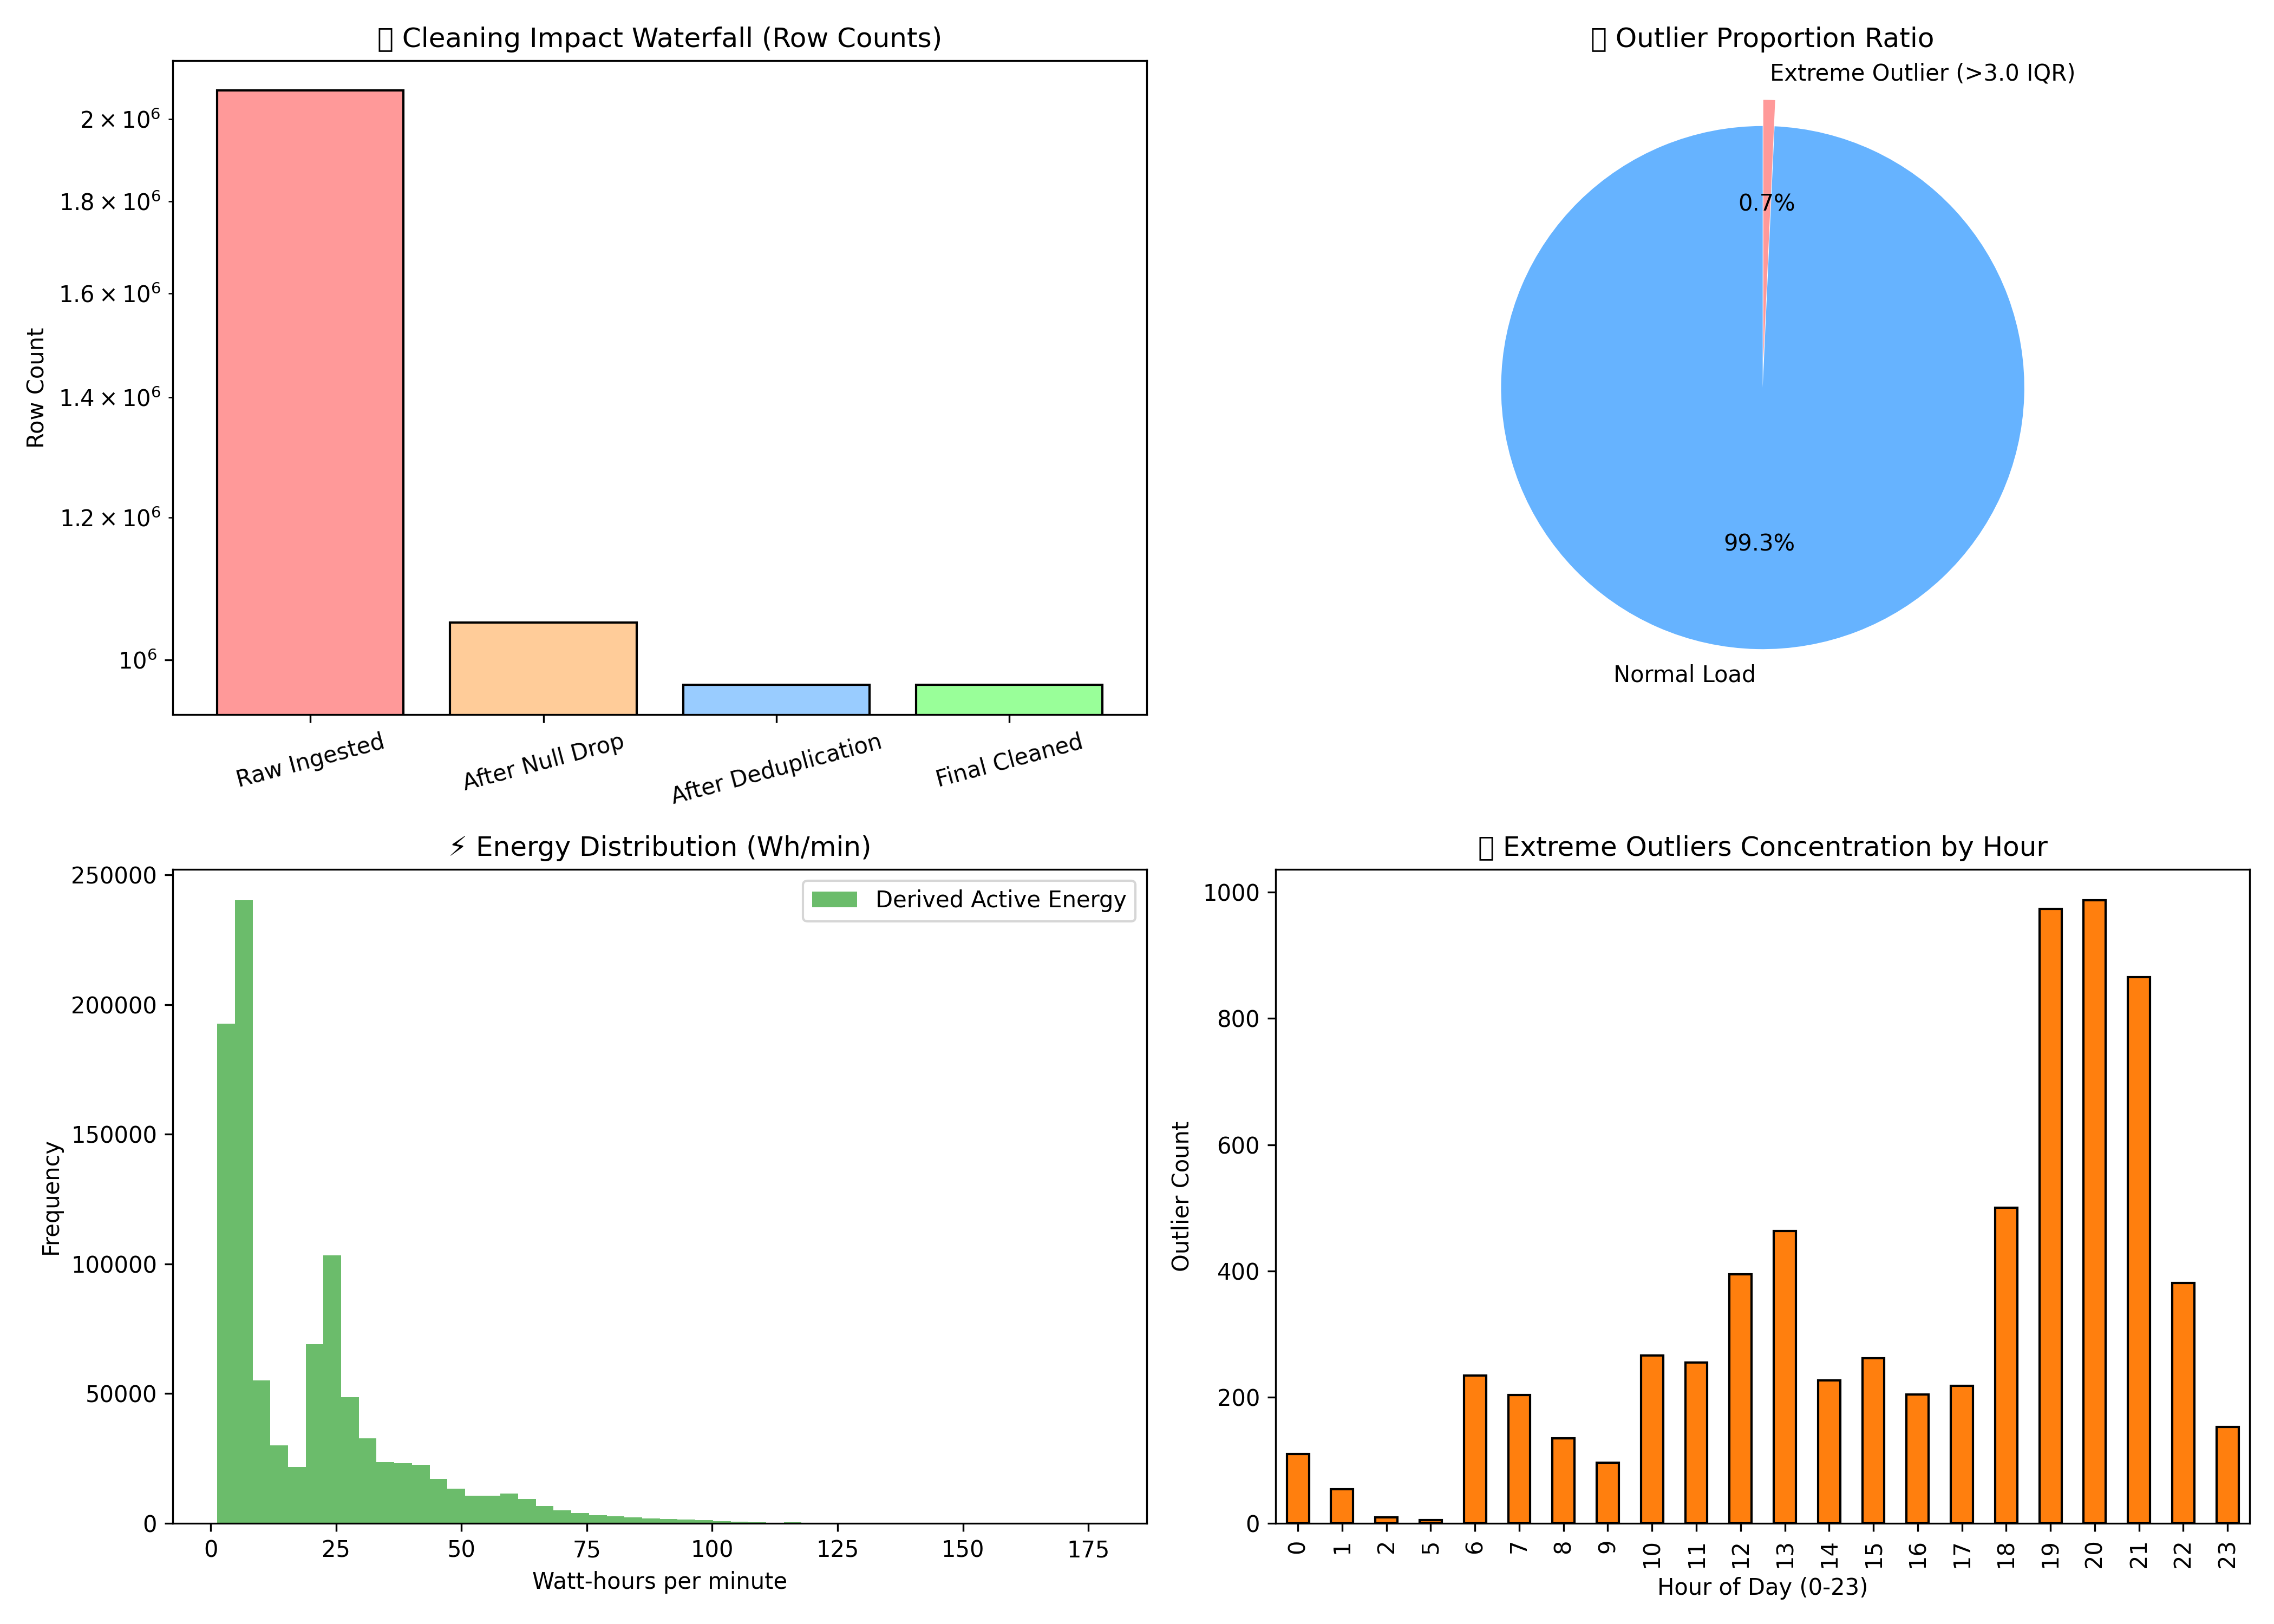 ▯ Cleaning Impact Waterfall (Row Counts)
Row Count
2 × 10⁶
1.8 × 10⁶
1.6 × 10⁶
1.4 × 10⁶
1.2 × 10⁶
10⁶
Raw Ingested
After Null Drop
After Deduplication
Final Cleaned
▯ Outlier Proportion Ratio
Extreme Outlier (>3.0 IQR)
0.7%
99.3%
Normal Load
⚡ Energy Distribution (Wh/min)
Derived Active Energy
Frequency
250000
200000
150000
100000
50000
0
0 25 50 75 100 125 150 175
Watt-hours per minute
▯ Extreme Outliers Concentration by Hour
Outlier Count
1000
800
600
400
200
0
0 1 2 5 6 7 8 9 10 11 12 13 14 15 16 17 18 19 20 21 22 23
Hour of Day (0-23)